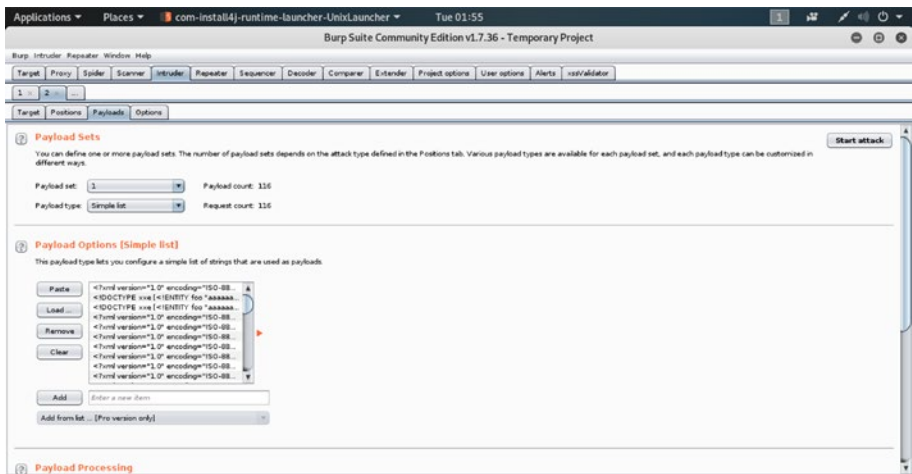 Applications Places com-install4j-runtime-launcher-UnixLauncher Tue 01:55 1
Burp Suite Community Edition v1.7.36 - Temporary Project
Burp Intruder Repeater Window Help
Target Proxy Spider Scanner Intruder Repeater Sequencer Decoder Comparer Extender Project options User options Alerts xssValidator
1 × 2 × ...
Target Positions Payloads Options
? Payload Sets
Start attack
You can define one or more payload sets. The number of payload sets depends on the attack type defined in the Positions tab. Various payload types are available for each payload set, and each payload type can be customized in
different ways.
Payload set: 1 Payload count: 116
Payload type: Simple list Request count: 116
? Payload Options [Simple list]
This payload type lets you configure a simple list of strings that are used as payloads.
Paste
Load ...
Remove
Clear
<?xml version="1.0" encoding="ISO-88...
<!DOCTYPE xxe [<!ENTITY foo "aaaaaa...
<!DOCTYPE xxe [<!ENTITY foo "aaaaaa...
<?xml version="1.0" encoding="ISO-88...
<?xml version="1.0" encoding="ISO-88...
<?xml version="1.0" encoding="ISO-88...
<?xml version="1.0" encoding="ISO-88...
<?xml version="1.0" encoding="ISO-88...
<?xml version="1.0" encoding="ISO-88...
<?xml version="1.0" encoding="ISO-88...
Add Enter a new item
Add from list ... [Pro version only]
? Payload Processing